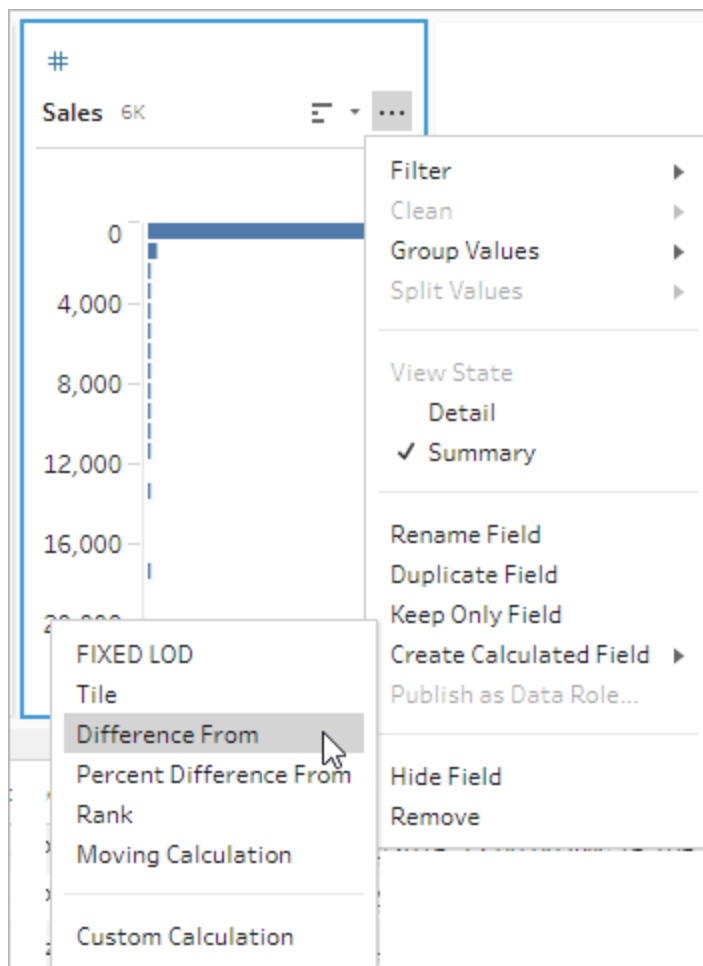 #
Sales 6K
0
4,000
8,000
12,000
16,000
Filter
Clean
Group Values
Split Values
View State
Detail
Summary
Rename Field
Duplicate Field
Keep Only Field
Create Calculated Field
Publish as Data Role...
Hide Field
Remove
FIXED LOD
Tile
Difference From
Percent Difference From
Rank
Moving Calculation
Custom Calculation